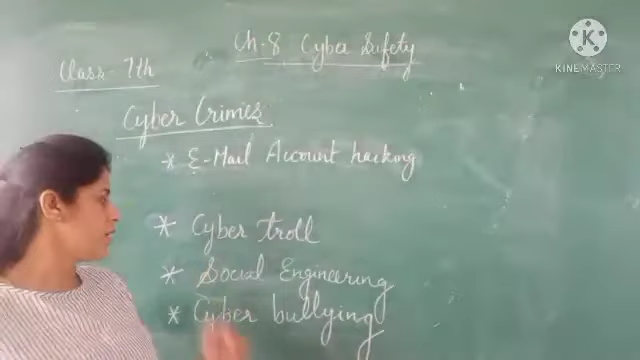 Ch.8 Cyber Safety
Class - 7th
KINEMASTER
Cyber Crimes
* E-Mail Account hacking
* Cyber troll
* Social Engineering
* Cyber bullying